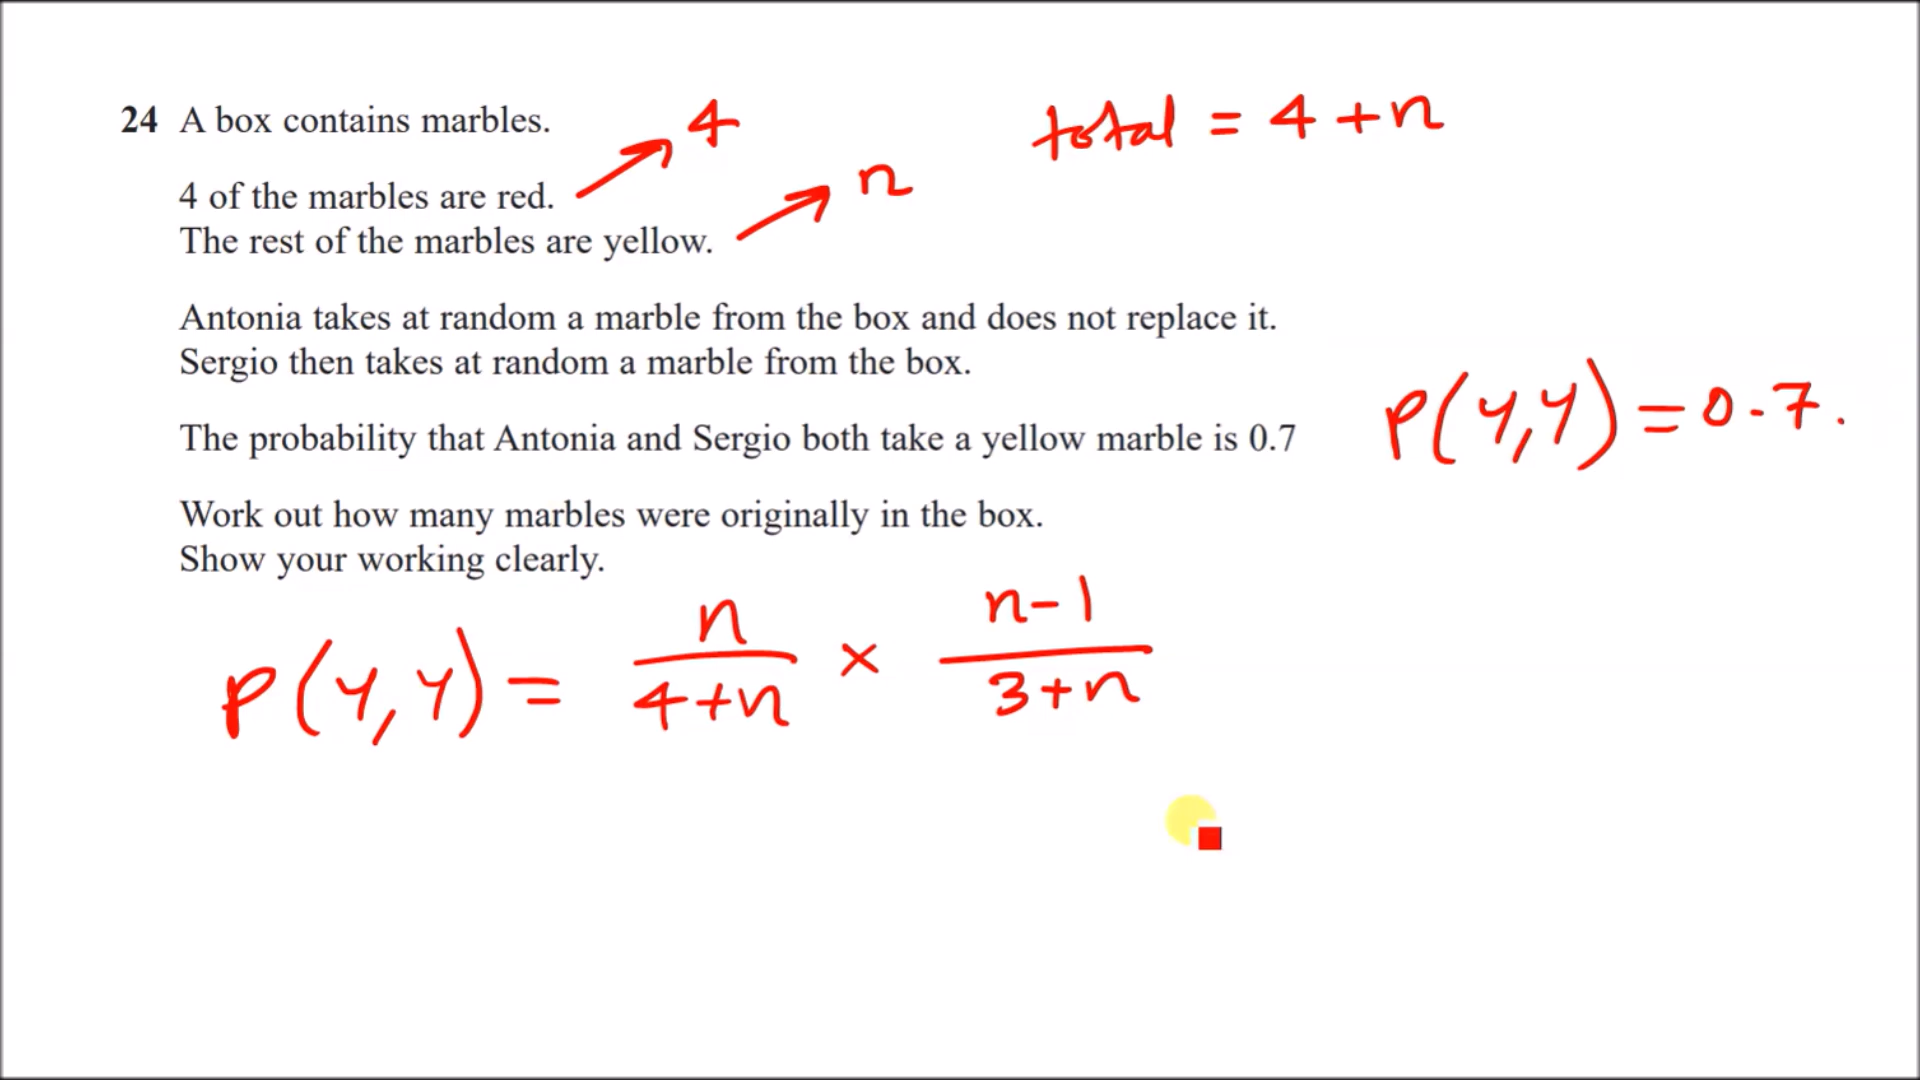 24 A box contains marbles.
4
total = 4 + n
4 of the marbles are red.
n
The rest of the marbles are yellow.
Antonia takes at random a marble from the box and does not replace it.
Sergio then takes at random a marble from the box.
The probability that Antonia and Sergio both take a yellow marble is 0.7
P(Y,Y) = 0.7.
Work out how many marbles were originally in the box.
Show your working clearly.
P(Y,Y) = n/4+n × n-1/3+n